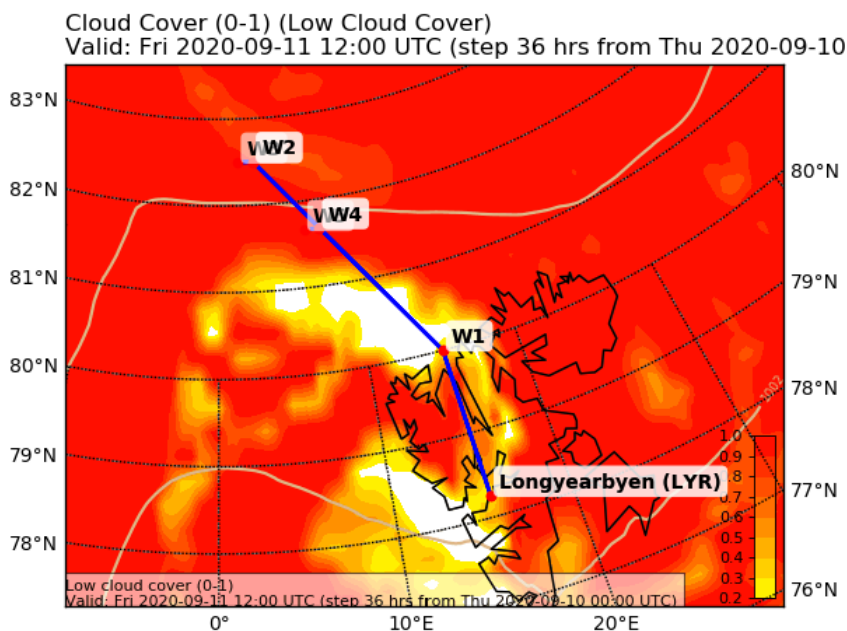 Cloud Cover (0-1) (Low Cloud Cover)
Valid: Fri 2020-09-11 12:00 UTC (step 36 hrs from Thu 2020-09-10
83°N
82°N
81°N
80°N
79°N
78°N
80°N
79°N
78°N
77°N
76°N
W2
W4
W1
Longyearbyen (LYR)
1002
1.0
0.9
0.8
0.7
0.6
0.5
0.4
0.3
0.2
Low cloud cover (0-1)
Valid: Fri 2020-09-11 12:00 UTC (step 36 hrs from Thu 2020-09-10 00:00 UTC)
0°
10°E
20°E